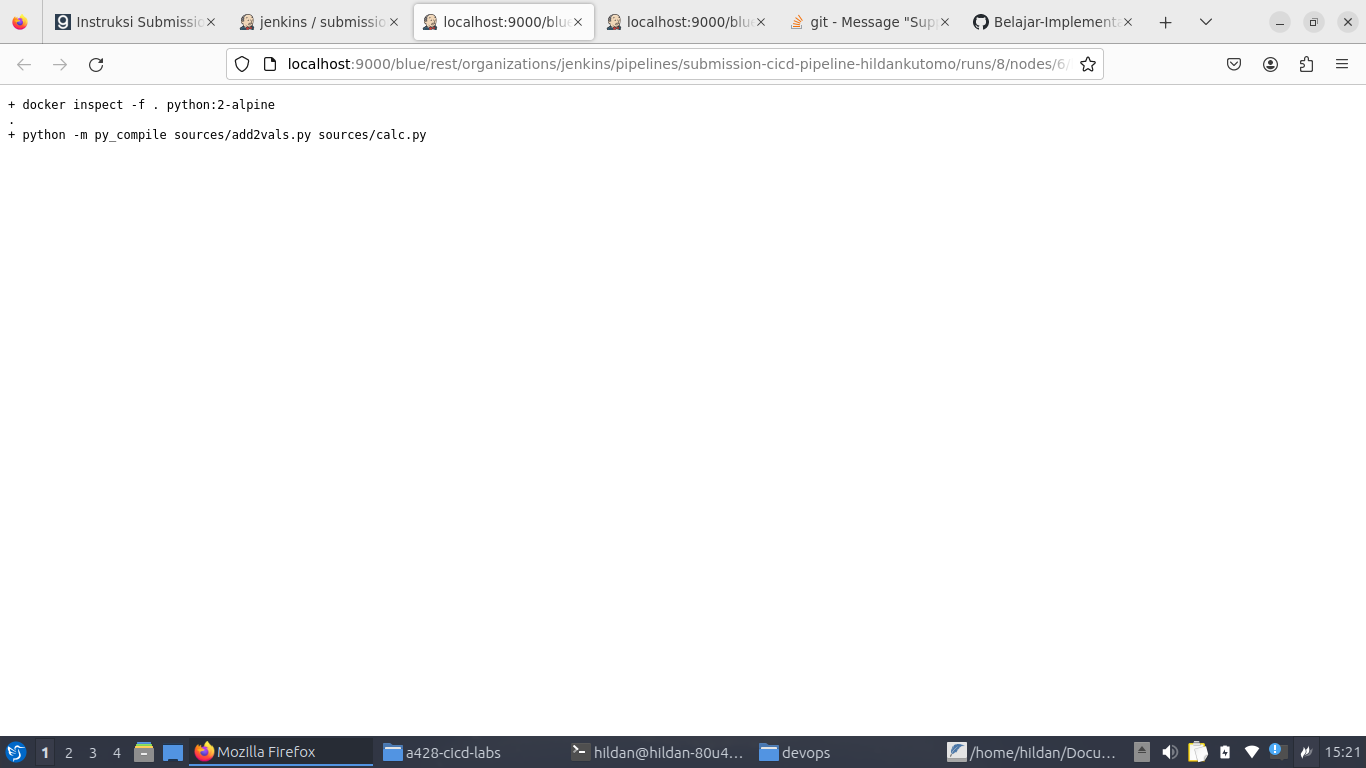 Instruksi Submissio
jenkins / submissio
localhost:9000/blue
localhost:9000/blue
git - Message "Sup
Belajar-Implementa
localhost:9000/blue/rest/organizations/jenkins/pipelines/submission-cicd-pipeline-hildankutomo/runs/8/nodes/6/
+ docker inspect -f . python:2-alpine
.
+ python -m py_compile sources/add2vals.py sources/calc.py
1 2 3 4 Mozilla Firefox a428-cicd-labs hildan@hildan-80u4... devops /home/hildan/Docu... 15:21